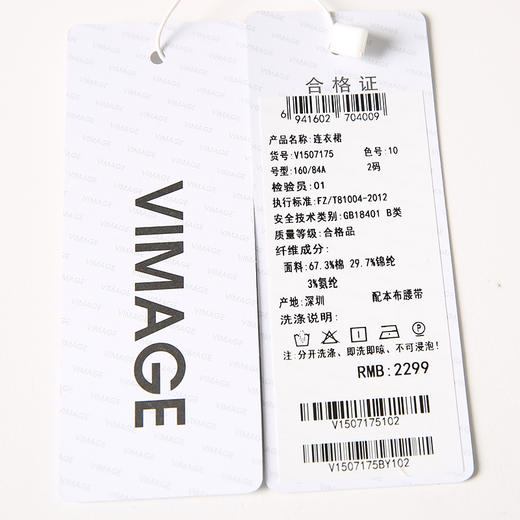 VIMAGE
合格证
6 941602 704009
产品名称:连衣裙
货号:V1507175 色号:10
号型:160/84A 2码
检验员:01
执行标准:FZ/T81004-2012
安全技术类别:GB18401 B类
质量等级:合格品
纤维成分:
面料:67.3%棉 29.7%锦纶
3%氨纶
产地:深圳 配本布腰带
洗涤说明:
注:分开洗涤、即洗即晾、不可浸泡!
RMB:2299
V1507175102
V1507175BY102